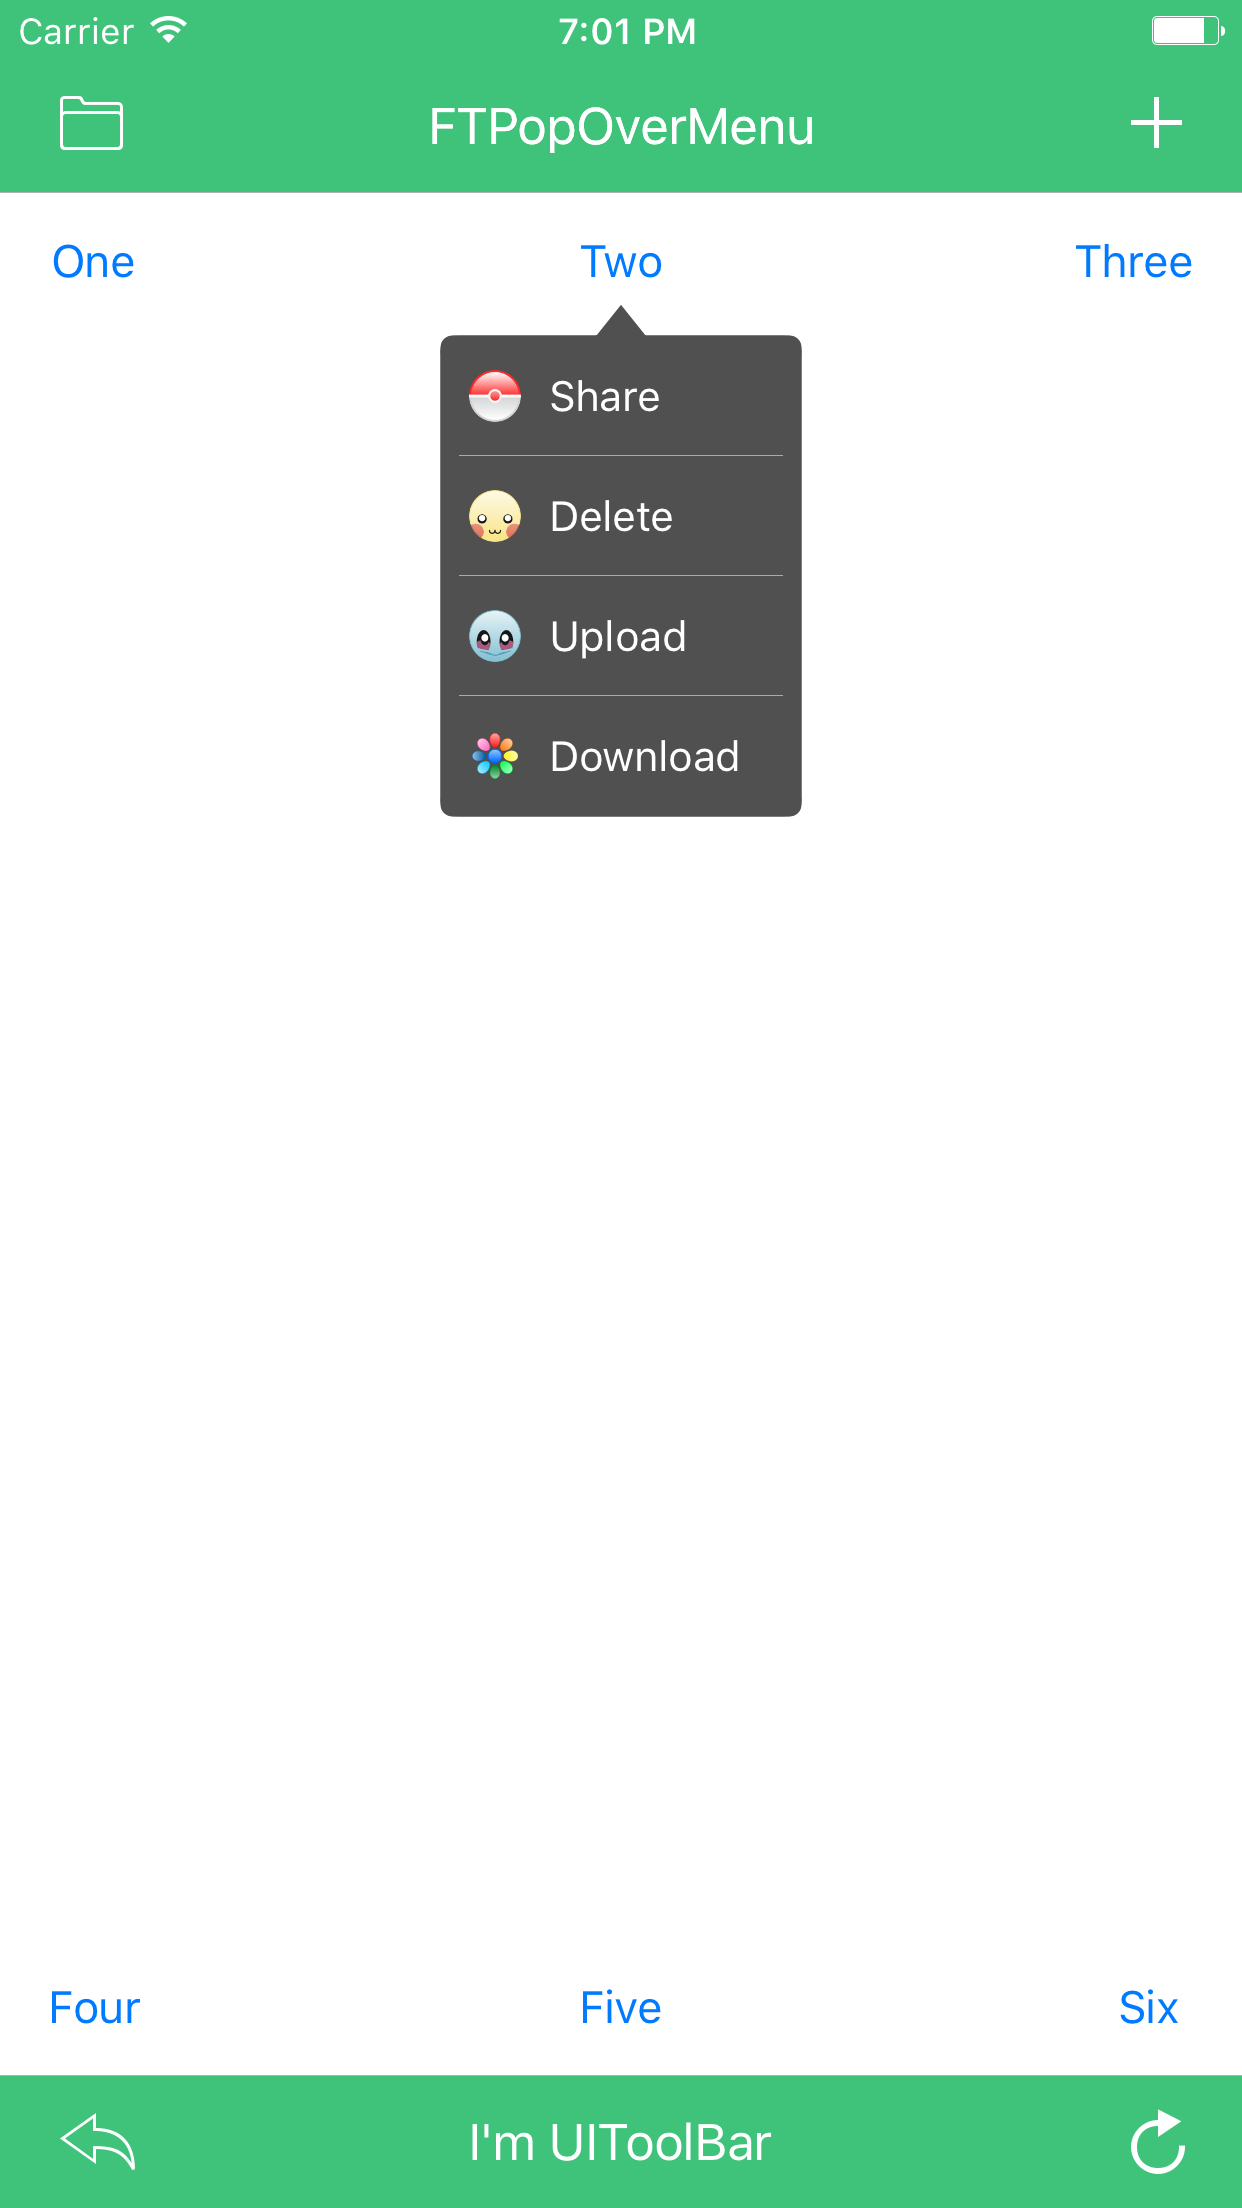 Carrier 7:01 PM
FTPopOverMenu
One Two Three
Share
Delete
Upload
Download
Four Five Six
I'm UIToolBar